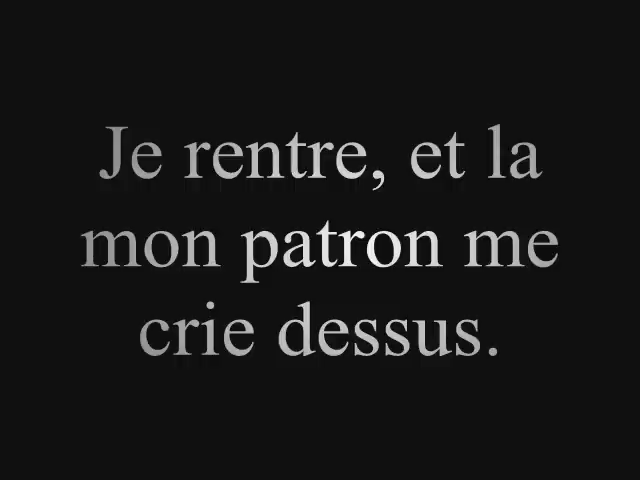 Je rentre, et la
mon patron me
crie dessus.